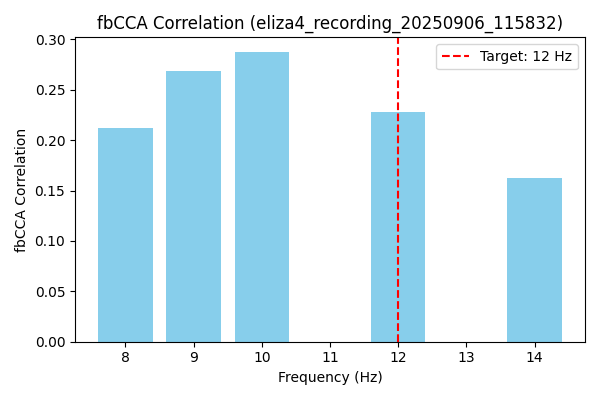 fbCCA Correlation (eliza4_recording_20250906_115832)
0.30
0.25
0.20
0.15
0.10
0.05
0.00
fbCCA Correlation
Target: 12 Hz
8 9 10 11 12 13 14
Frequency (Hz)